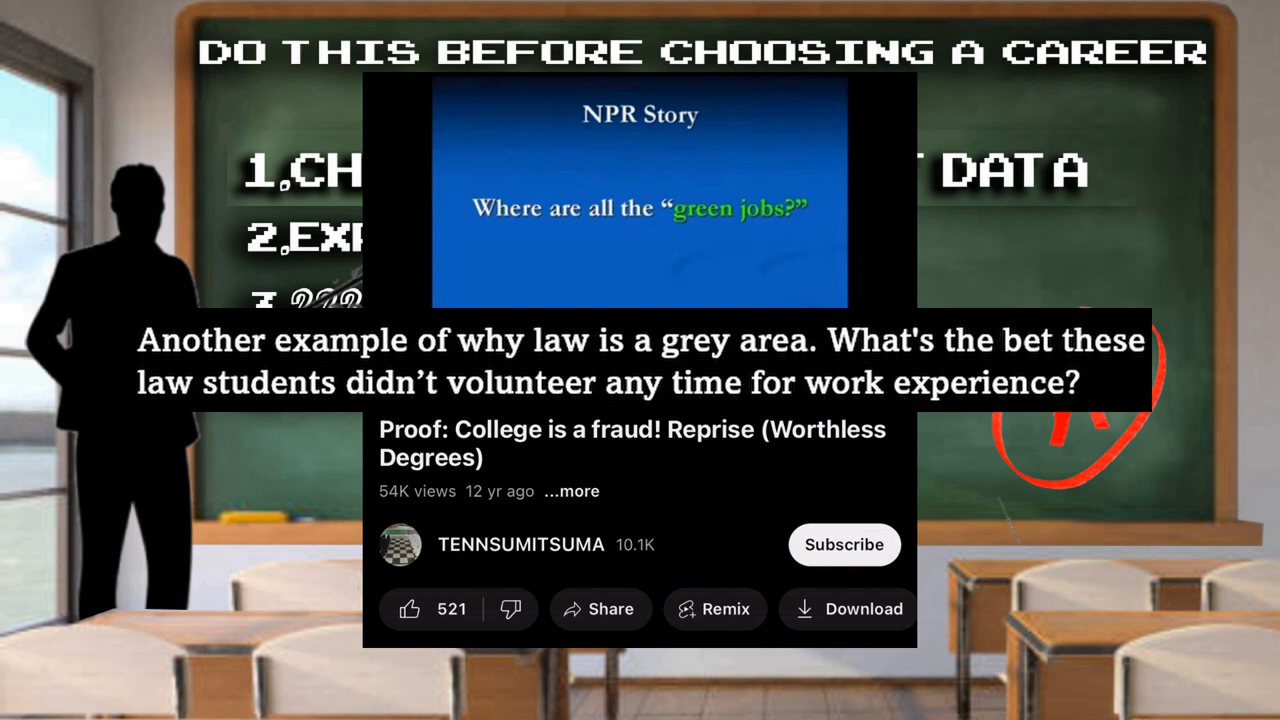 DO THIS BEFORE CHOOSING A CAREER
NPR Story
1.CH
DATA
Where are all the “green jobs?”
2.EXP
3.???
Another example of why law is a grey area. What's the bet these
law students didn’t volunteer any time for work experience?
Proof: College is a fraud! Reprise (Worthless
Degrees)
54K views 12 yr ago ...more
TENNSUMITSUMA 10.1K
Subscribe
521
Share
Remix
Download